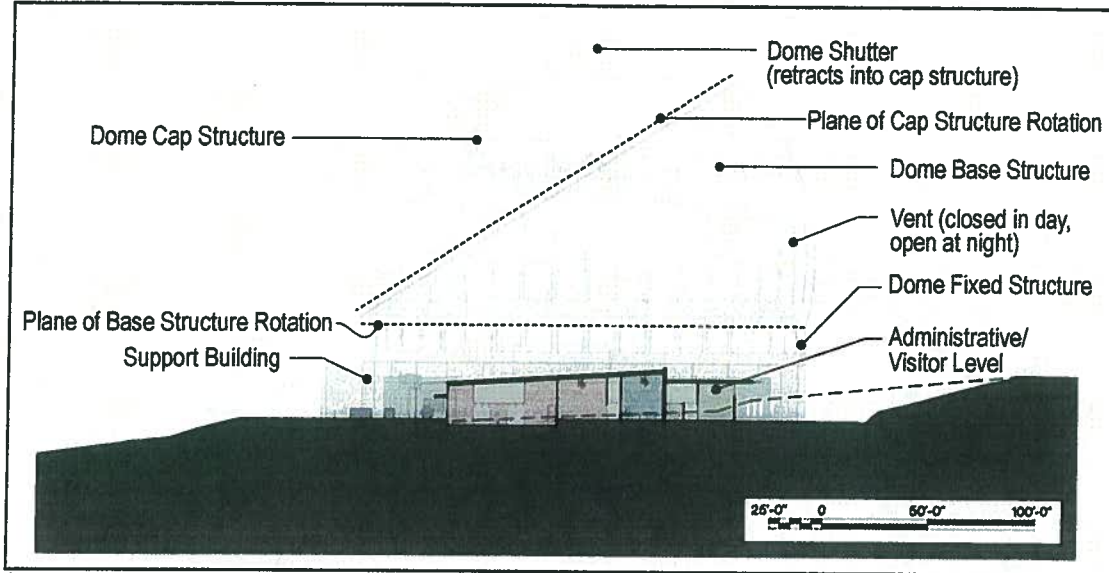 Dome Shutter
(retracts into cap structure)
Plane of Cap Structure Rotation
Dome Cap Structure
Dome Base Structure
Vent (closed in day,
open at night)
Dome Fixed Structure
Plane of Base Structure Rotation
Support Building
Administrative/
Visitor Level
25'-0" 0 50'-0" 100'-0"